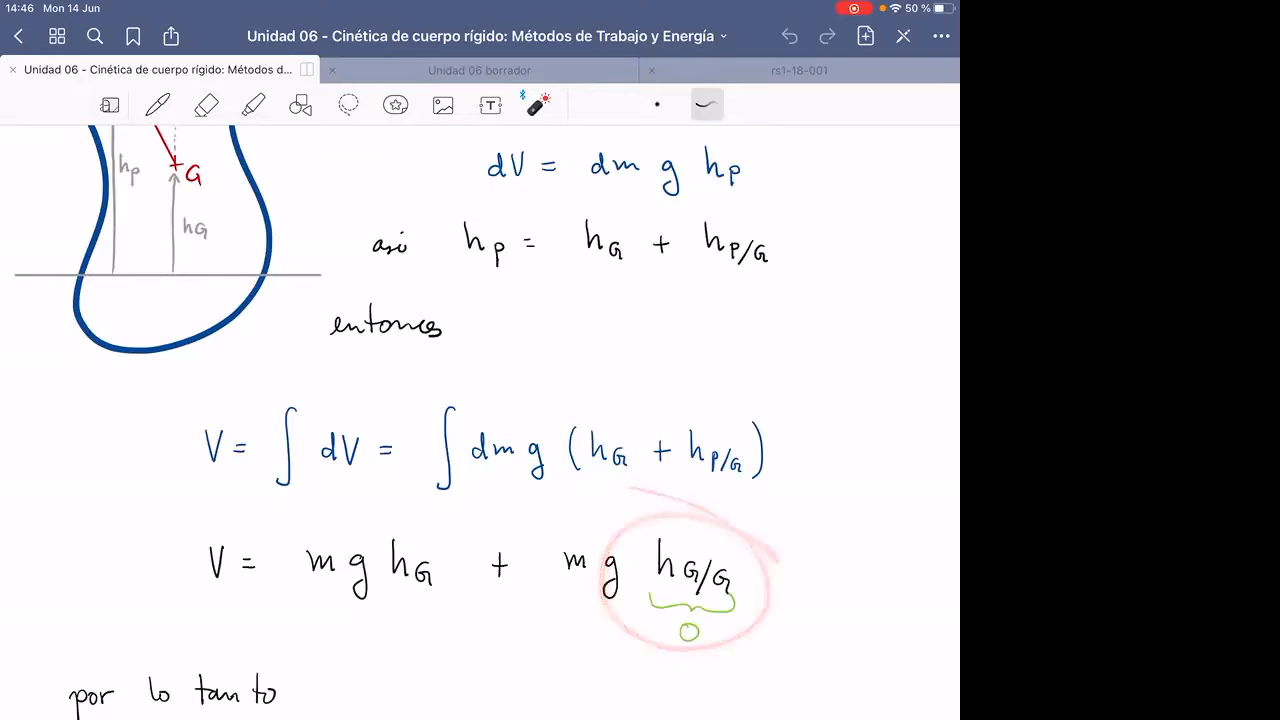 14:46 Mon 14 Jun 50 %
Unidad 06 - Cinética de cuerpo rígido: Métodos de Trabajo y Energía
× Unidad 06 - Cinética de cuerpo rígido: Métodos d... × Unidad 06 borrador × rs1-18-001
hp
G
hG
dV = dm g hp
así hp = hG + hP/G
entonces
V = ∫ dV = ∫ dm g (hG + hP/G)
V = m g hG + m g hG/G
0
por lo tanto